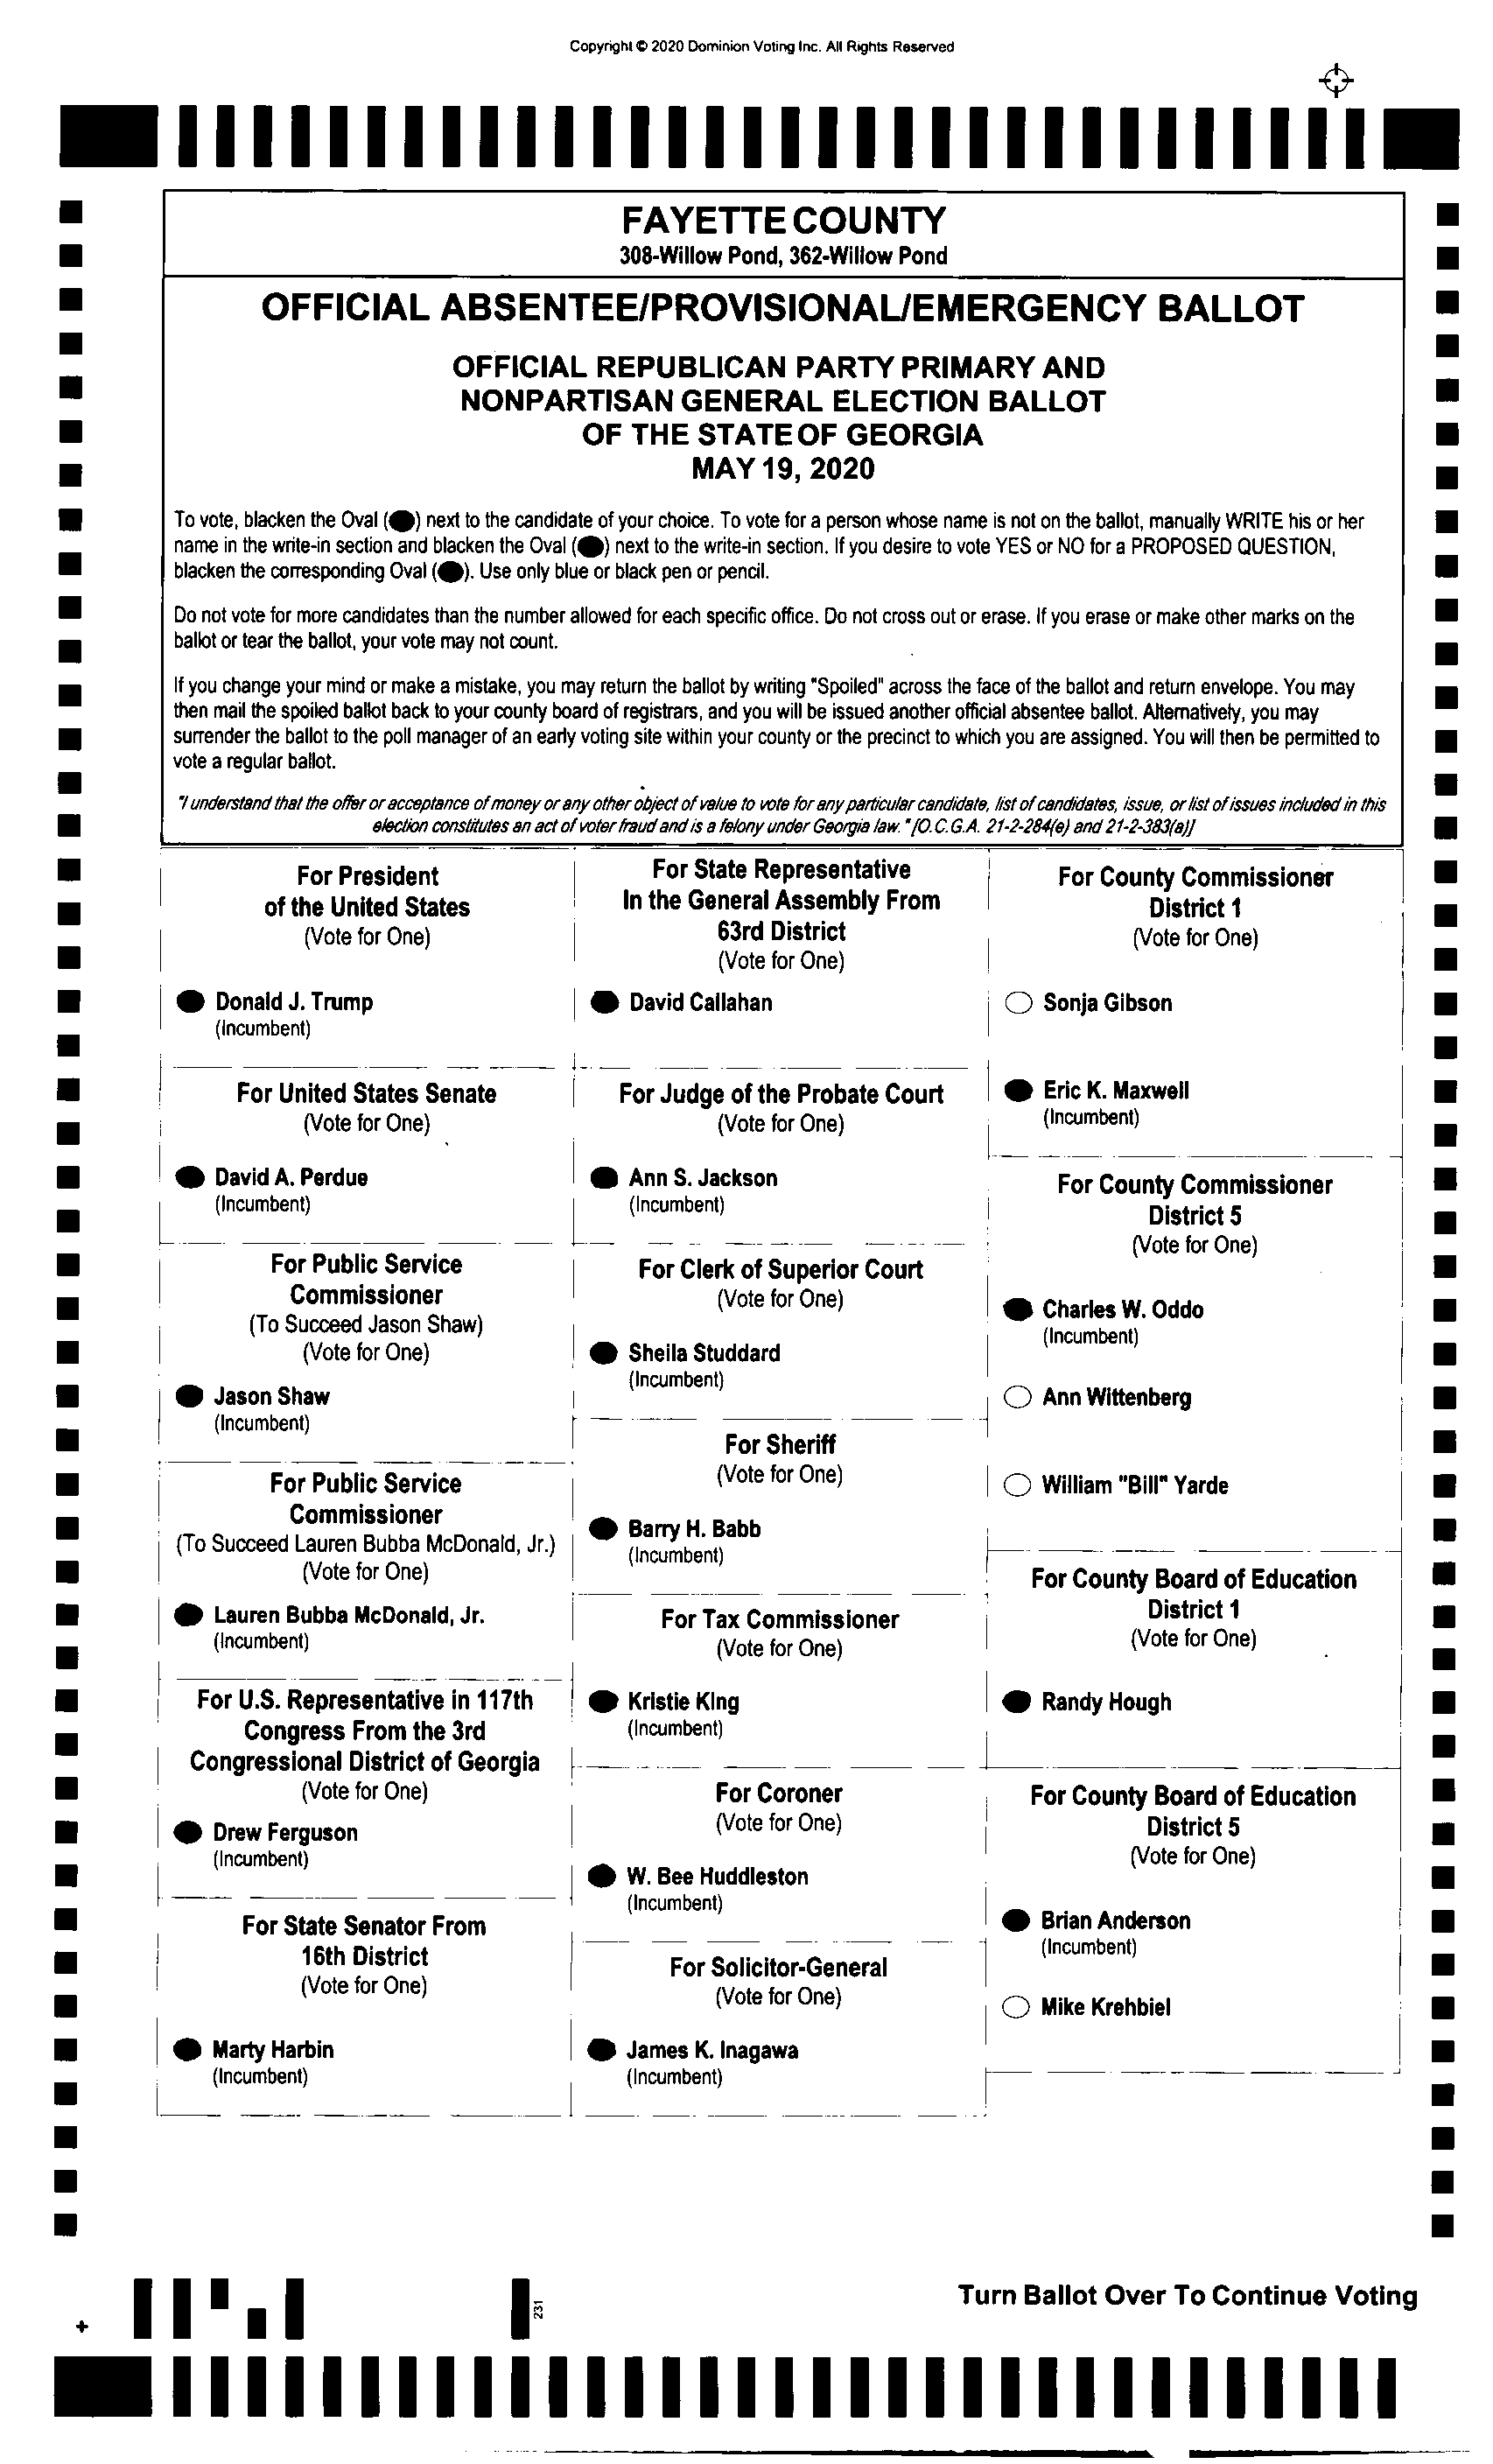 Copyright © 2020 Dominion Voting Inc. All Rights Reserved
FAYETTE COUNTY
308-Willow Pond, 362-Willow Pond
OFFICIAL ABSENTEE/PROVISIONAL/EMERGENCY BALLOT
OFFICIAL REPUBLICAN PARTY PRIMARY AND
NONPARTISAN GENERAL ELECTION BALLOT
OF THE STATE OF GEORGIA
MAY 19, 2020
To vote, blacken the Oval (●) next to the candidate of your choice. To vote for a person whose name is not on the ballot, manually WRITE his or her
name in the write-in section and blacken the Oval (●) next to the write-in section. If you desire to vote YES or NO for a PROPOSED QUESTION,
blacken the corresponding Oval (●). Use only blue or black pen or pencil.
Do not vote for more candidates than the number allowed for each specific office. Do not cross out or erase. If you erase or make other marks on the
ballot or tear the ballot, your vote may not count.
If you change your mind or make a mistake, you may return the ballot by writing "Spoiled" across the face of the ballot and return envelope. You may
then mail the spoiled ballot back to your county board of registrars, and you will be issued another official absentee ballot. Alternatively, you may
surrender the ballot to the poll manager of an early voting site within your county or the precinct to which you are assigned. You will then be permitted to
vote a regular ballot.
"I understand that the offer or acceptance of money or any other object of value to vote for any particular candidate, list of candidates, issue, or list of issues included in this
election constitutes an act of voter fraud and is a felony under Georgia law." [O.C.G.A. 21-2-284(e) and 21-2-383(a)]
For President
of the United States
(Vote for One)
Donald J. Trump
(Incumbent)
For United States Senate
(Vote for One)
David A. Perdue
(Incumbent)
For Public Service
Commissioner
(To Succeed Jason Shaw)
(Vote for One)
Jason Shaw
(Incumbent)
For Public Service
Commissioner
(To Succeed Lauren Bubba McDonald, Jr.)
(Vote for One)
Lauren Bubba McDonald, Jr.
(Incumbent)
For U.S. Representative in 117th
Congress From the 3rd
Congressional District of Georgia
(Vote for One)
Drew Ferguson
(Incumbent)
For State Senator From
16th District
(Vote for One)
Marty Harbin
(Incumbent)
For State Representative
In the General Assembly From
63rd District
(Vote for One)
David Callahan
For Judge of the Probate Court
(Vote for One)
Ann S. Jackson
(Incumbent)
For Clerk of Superior Court
(Vote for One)
Sheila Studdard
(Incumbent)
For Sheriff
(Vote for One)
Barry H. Babb
(Incumbent)
For Tax Commissioner
(Vote for One)
Kristie King
(Incumbent)
For Coroner
(Vote for One)
W. Bee Huddleston
(Incumbent)
For Solicitor-General
(Vote for One)
James K. Inagawa
(Incumbent)
For County Commissioner
District 1
(Vote for One)
Sonja Gibson
Eric K. Maxwell
(Incumbent)
For County Commissioner
District 5
(Vote for One)
Charles W. Oddo
(Incumbent)
Ann Wittenberg
William "Bill" Yarde
For County Board of Education
District 1
(Vote for One)
Randy Hough
For County Board of Education
District 5
(Vote for One)
Brian Anderson
(Incumbent)
Mike Krehbiel
Turn Ballot Over To Continue Voting
231